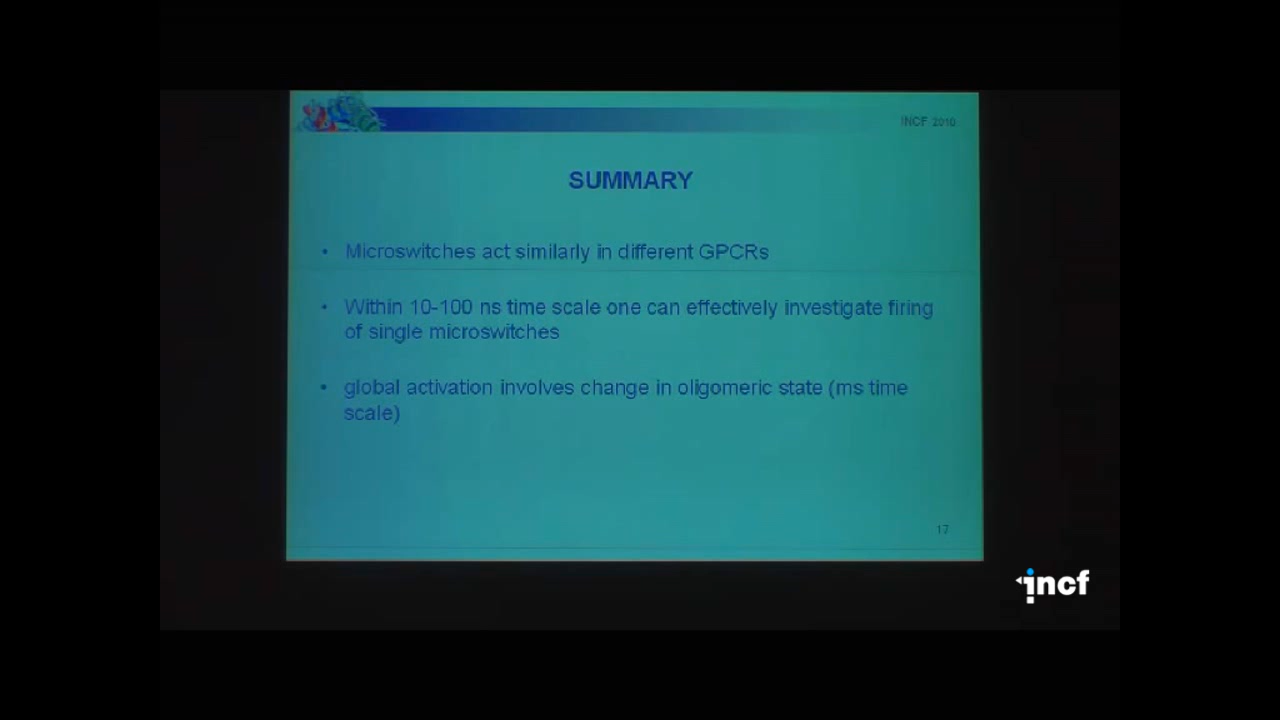 INCF 2010
SUMMARY
• Microswitches act similarly in different GPCRs
• Within 10-100 ns time scale one can effectively investigate firing
of single microswitches
• global activation involves change in oligomeric state (ms time
scale)
17
incf